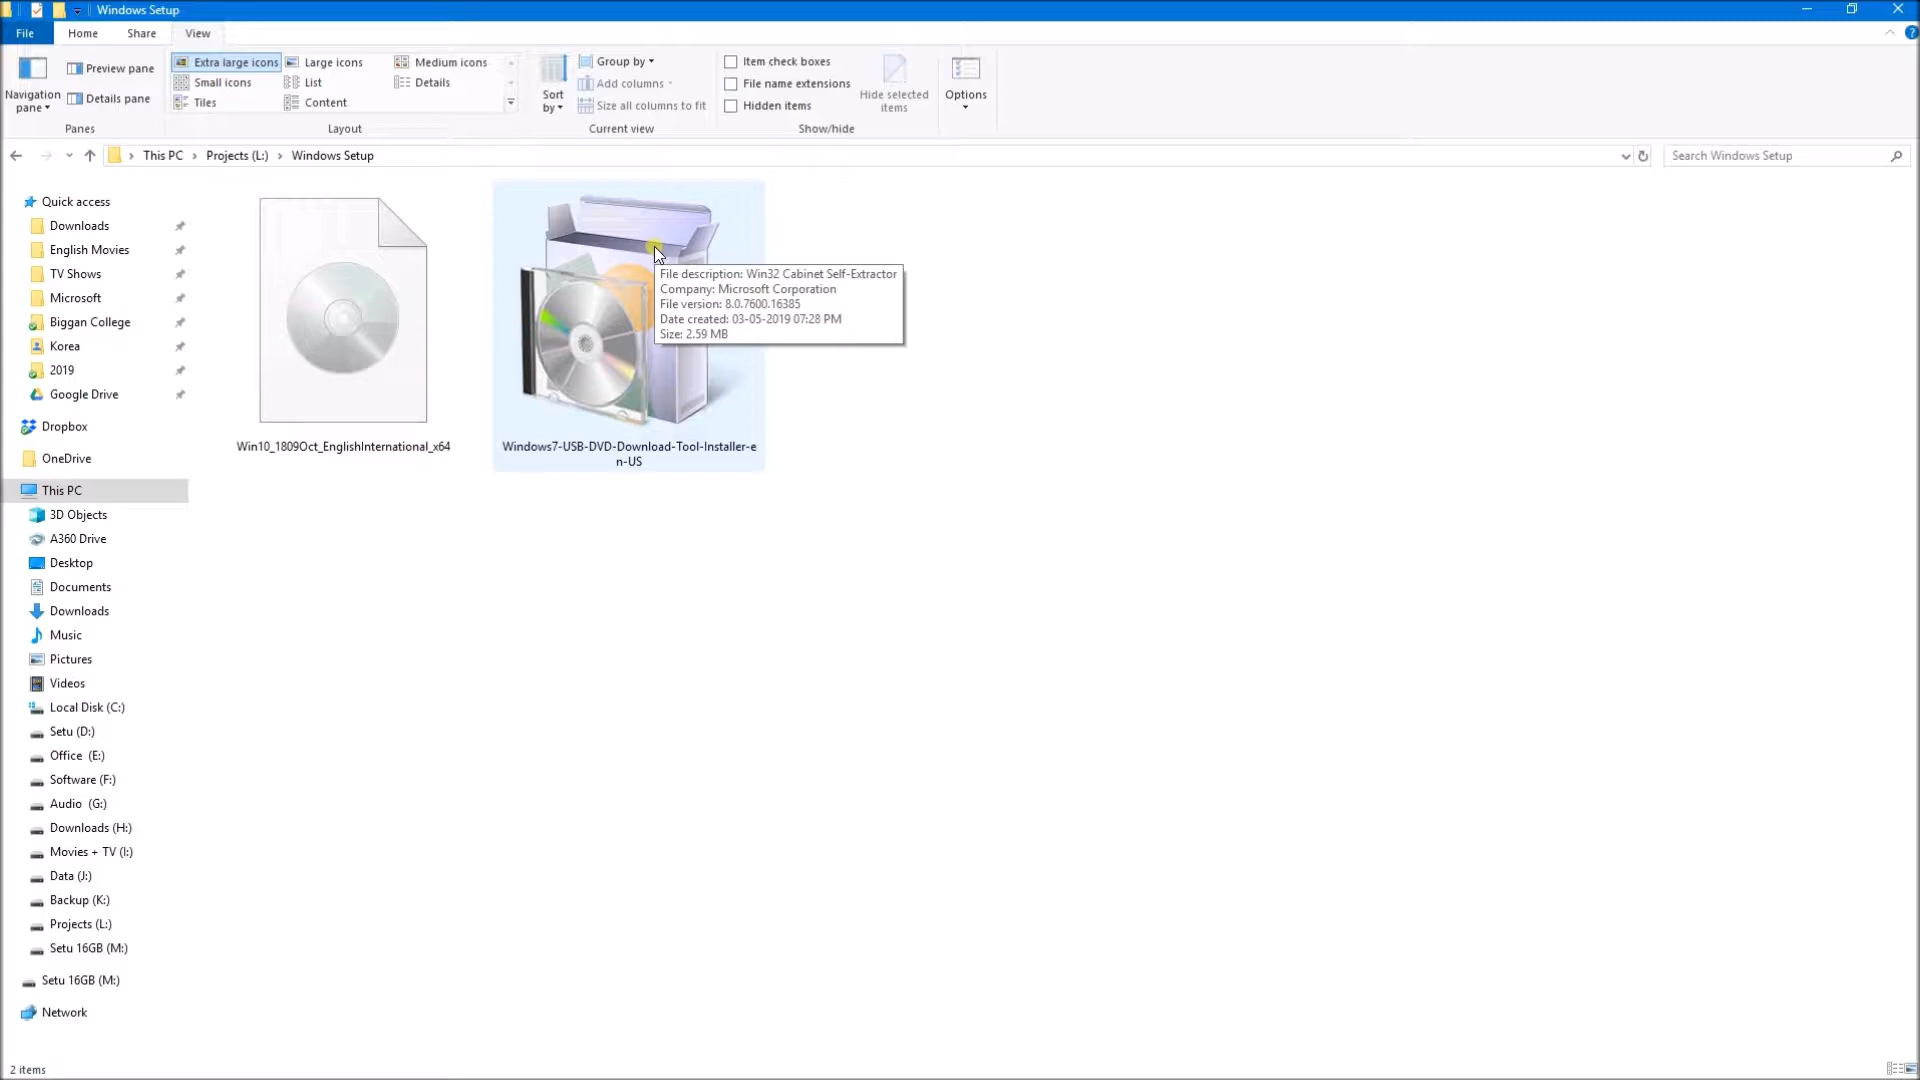 Windows Setup
File Home Share View
Navigation pane
Preview pane
Details pane
Panes
Extra large icons Large icons Medium icons
Small icons List Details
Tiles Content
Layout
Sort by
Group by
Add columns
Size all columns to fit
Current view
Item check boxes
File name extensions
Hidden items
Hide selected items
Show/hide
Options
This PC Projects (L:) Windows Setup
Search Windows Setup
Quick access
Downloads
English Movies
TV Shows
Microsoft
Biggan College
Korea
2019
Google Drive
Dropbox
OneDrive
This PC
3D Objects
A360 Drive
Desktop
Documents
Downloads
Music
Pictures
Videos
Local Disk (C:)
Setu (D:)
Office (E:)
Software (F:)
Audio (G:)
Downloads (H:)
Movies + TV (I:)
Data (J:)
Backup (K:)
Projects (L:)
Setu 16GB (M:)
Setu 16GB (M:)
Network
Win10_1809Oct_EnglishInternational_x64
Windows7-USB-DVD-Download-Tool-Installer-e
n-US
File description: Win32 Cabinet Self-Extractor
Company: Microsoft Corporation
File version: 8.0.7600.16385
Date created: 03-05-2019 07:28 PM
Size: 2.59 MB
2 items